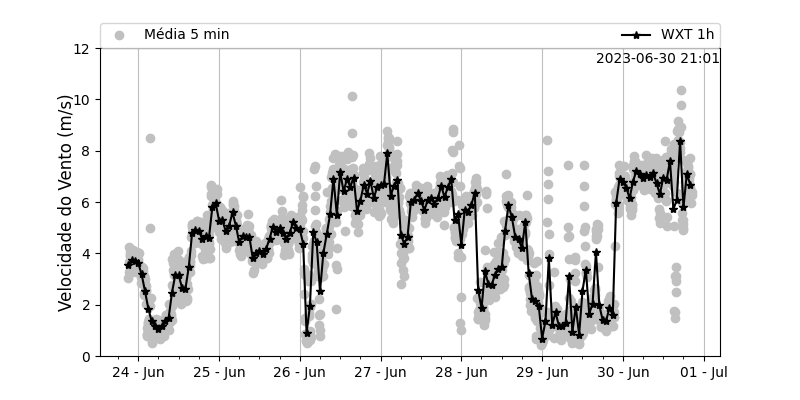 Média 5 min
WXT 1h
2023-06-30 21:01
Velocidade do Vento (m/s)
12
10
8
6
4
2
0
24 - Jun
25 - Jun
26 - Jun
27 - Jun
28 - Jun
29 - Jun
30 - Jun
01 - Jul